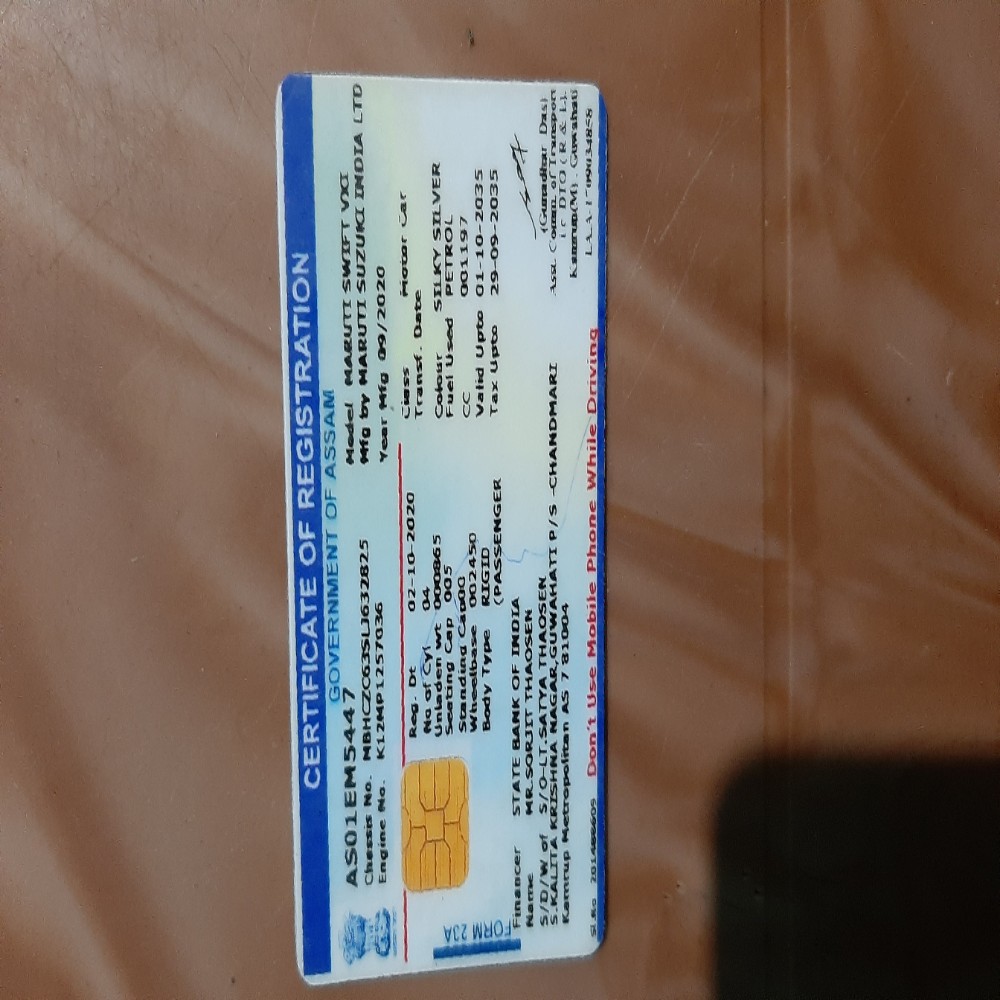 CERTIFICATE OF REGISTRATION
GOVERNMENT OF ASSAM
AS01EM5447 Model MARUTI SWIFT VXI
Chassis No. MBHCZC63SLJ632825 Mfg by MARUTI SUZUKI INDIA LTD
Engine No. K12MP1257036 Year Mfg 09/2020
Reg. Dt 02-10-2020 Class Motor Car
No of Cyl 04 Transf. Date
Unladen wt 000865 Colour SILKY SILVER
Seating Cap 005 Fuel Used PETROL
Standing Cap 00 CC 001197
Wheelbase 002450 Valid Upto 01-10-2035
Body Type RIGID Tax Upto 29-09-2035
(PASSENGER
FORM 23A
Financer STATE BANK OF INDIA
Name MR.SORJIT THAOSEN (Gunadhar Das)
S/D/W of S/O-LT.SATYA THAOSEN Asst. Comm. of Transport
S.KALITA KRISHNA NAGAR,GUWAHATI P/S -CHANDMARI DTO (R & L).
Kamrup Metropolitan AS 781004 Kamrup(M), Guwahati
Sl.No Don't Use Mobile Phone While Driving